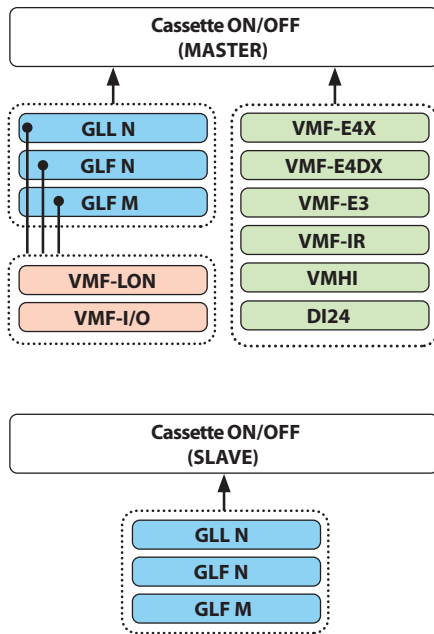 Cassette ON/OFF
(MASTER)
GLL N
GLF N
GLF M
VMF-LON
VMF-I/O
VMF-E4X
VMF-E4DX
VMF-E3
VMF-IR
VMHI
DI24
Cassette ON/OFF
(SLAVE)
GLL N
GLF N
GLF M